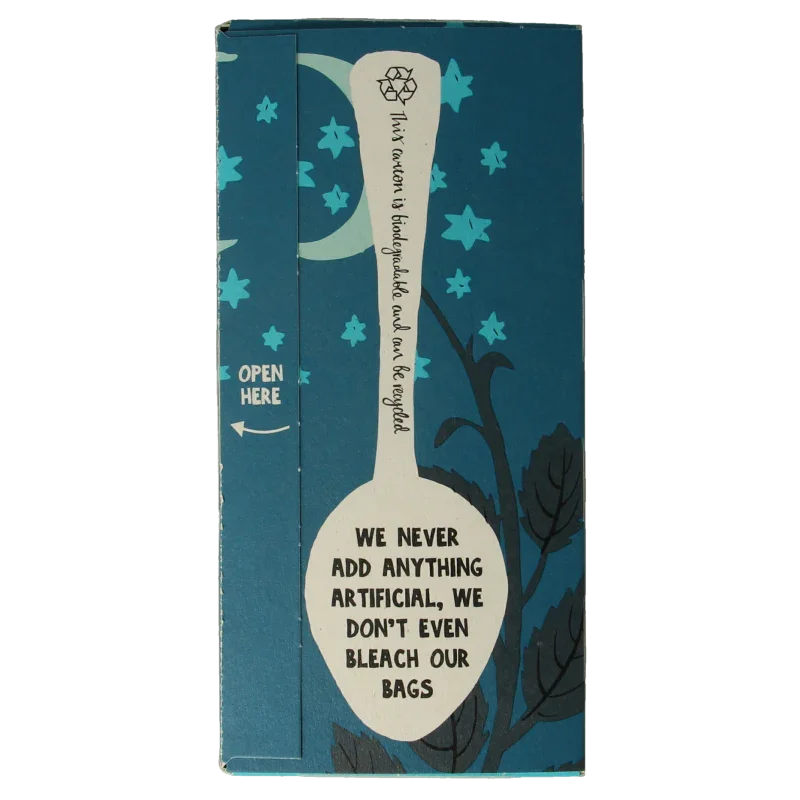 This carton is biodegradable and can be recycled
OPEN
HERE
WE NEVER
ADD ANYTHING
ARTIFICIAL, WE
DON'T EVEN
BLEACH OUR
BAGS